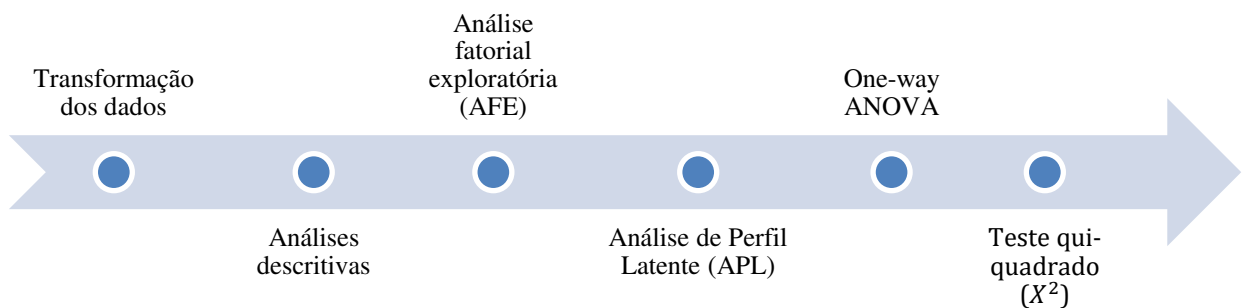 Transformação
dos dados
Análises
descritivas
Análise
fatorial
exploratória
(AFE)
Análise de Perfil
Latente (APL)
One-way
ANOVA
Teste qui-
quadrado
(X²)